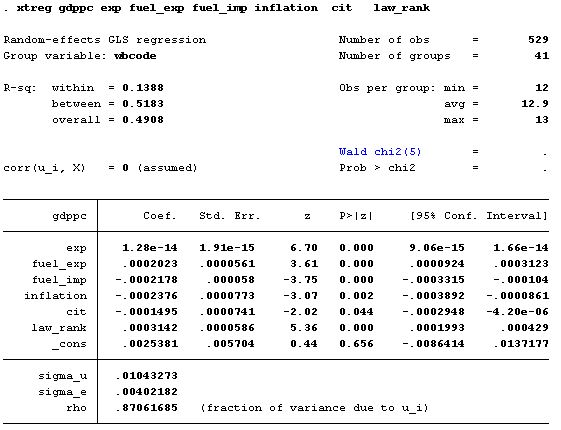 . xtreg gdppc exp fuel_exp fuel_imp inflation  cit   law_rank
Random-effects GLS regression                   Number of obs      =       529
Group variable: wbcode                          Number of groups   =        41
R-sq:  within  = 0.1388                         Obs per group: min =        12
       between = 0.5183                                        avg =      12.9
       overall = 0.4908                                        max =        13
                                                Wald chi2(5)       =         .
corr(u_i, X)   = 0 (assumed)                    Prob > chi2        =         .
gdppc |      Coef.   Std. Err.      z    P>|z|     [95% Conf. Interval]
exp |   1.28e-14   1.91e-15     6.70   0.000     9.06e-15    1.66e-14
fuel_exp |   .0002023   .0000561     3.61   0.000     .0000924    .0003123
fuel_imp |  -.0002178    .000058    -3.75   0.000    -.0003315    -.000104
inflation |  -.0002376   .0000773    -3.07   0.002    -.0003892   -.0000861
cit |  -.0001495   .0000741    -2.02   0.044    -.0002948   -4.20e-06
law_rank |   .0003142   .0000586     5.36   0.000     .0001993     .000429
_cons |   .0025381    .005704     0.44   0.656    -.0086414    .0137177
sigma_u |  .01043273
sigma_e |  .00402182
rho |  .87061685   (fraction of variance due to u_i)